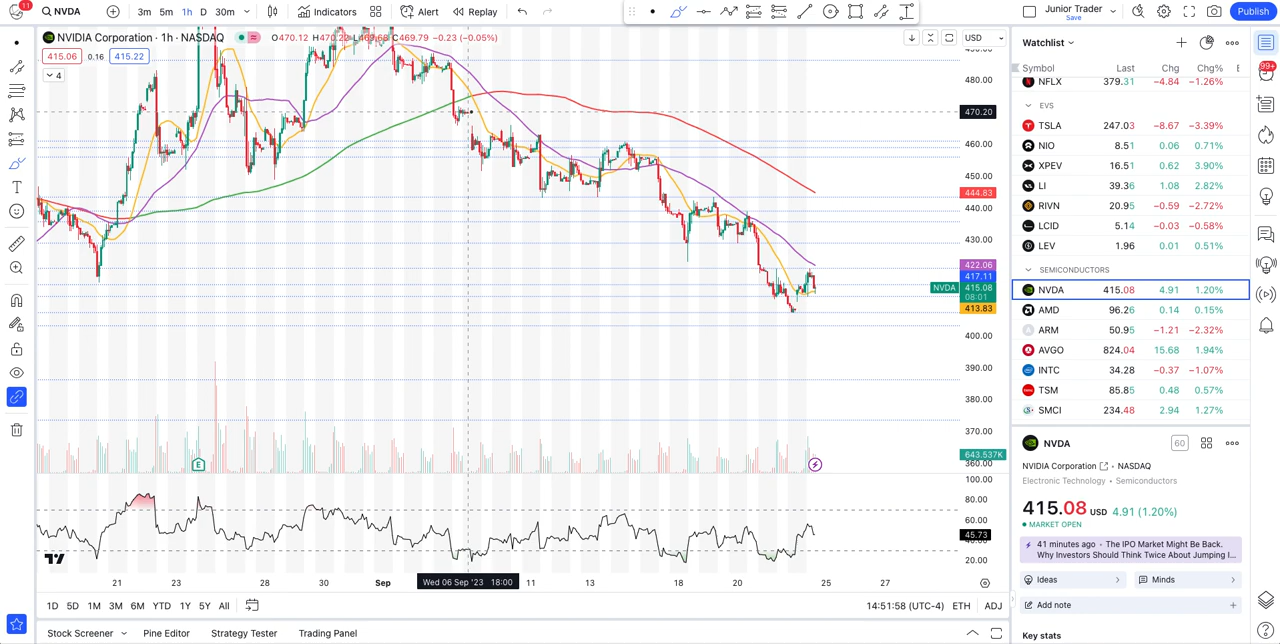 11 NVDA 3m 5m 1h D 30m Indicators Alert Replay Junior Trader Save Publish
NVIDIA Corporation · 1h · NASDAQ O470.12 H470.22 L469.68 C469.79 −0.23 (−0.05%) USD
415.06 0.16 415.22
4
480.00
470.20
460.00
450.00
444.83
440.00
430.00
422.06
417.11
NVDA 415.08
08:01
413.83
400.00
390.00
380.00
370.00
643.537K
360.00
E
100.00
80.00
60.00
45.73
20.00
21 23 28 30 Sep Wed 06 Sep '23 18:00 11 13 18 20 25 27
1D 5D 1M 3M 6M YTD 1Y 5Y All 14:51:58 (UTC-4) ETH ADJ
Stock Screener Pine Editor Strategy Tester Trading Panel
Watchlist
Symbol Last Chg Chg%
NFLX 379.31 −4.84 −1.26%
EVS
TSLA 247.03 −8.67 −3.39%
NIO 8.51 0.06 0.71%
XPEV 16.51 0.62 3.90%
LI 39.36 1.08 2.82%
RIVN 20.95 −0.59 −2.72%
LCID 5.14 −0.03 −0.58%
LEV 1.96 0.01 0.51%
SEMICONDUCTORS
NVDA 415.08 4.91 1.20%
AMD 96.26 0.14 0.15%
ARM 50.95 −1.21 −2.32%
AVGO 824.04 15.68 1.94%
INTC 34.28 −0.37 −1.07%
TSM 85.85 0.48 0.57%
SMCI 234.48 2.94 1.27%
NVDA 60
NVIDIA Corporation · NASDAQ
Electronic Technology · Semiconductors
415.08 USD 4.91 (1.20%)
MARKET OPEN
41 minutes ago · The IPO Market Might Be Back.
Why Investors Should Think Twice About Jumping I…
Ideas Minds
Add note
Key stats
99+